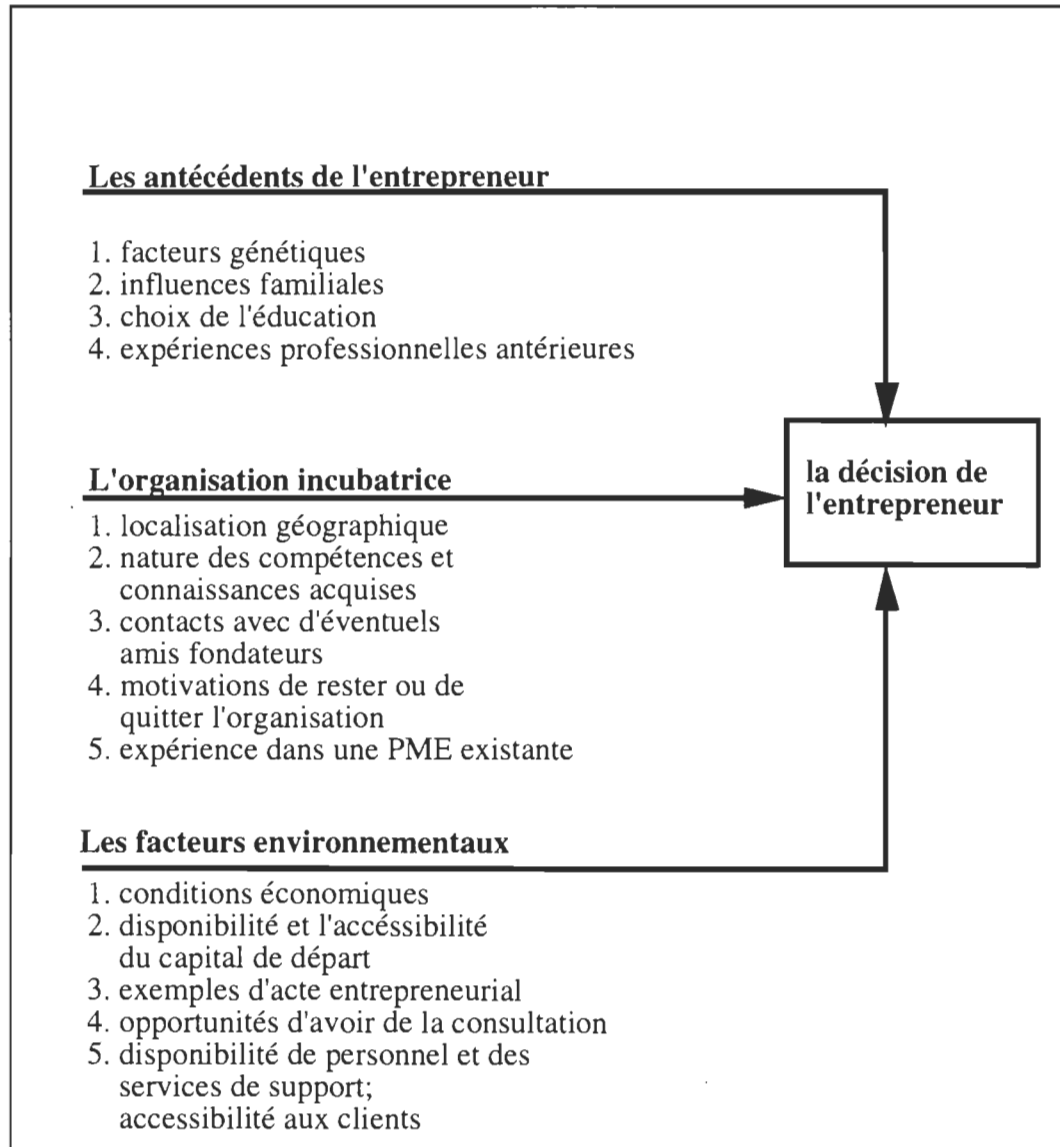 Les antécédents de l'entrepreneur
1. facteurs génétiques
2. influences familiales
3. choix de l'éducation
4. expériences professionnelles antérieures
L'organisation incubatrice
1. localisation géographique
2. nature des compétences et
connaissances acquises
3. contacts avec d'éventuels
amis fondateurs
4. motivations de rester ou de
quitter l'organisation
5. expérience dans une PME existante
la décision de
l'entrepreneur
Les facteurs environnementaux
1. conditions économiques
2. disponibilité et l'accéssibilité
du capital de départ
3. exemples d'acte entrepreneurial
4. opportunités d'avoir de la consultation
5. disponibilité de personnel et des
services de support;
accessibilité aux clients